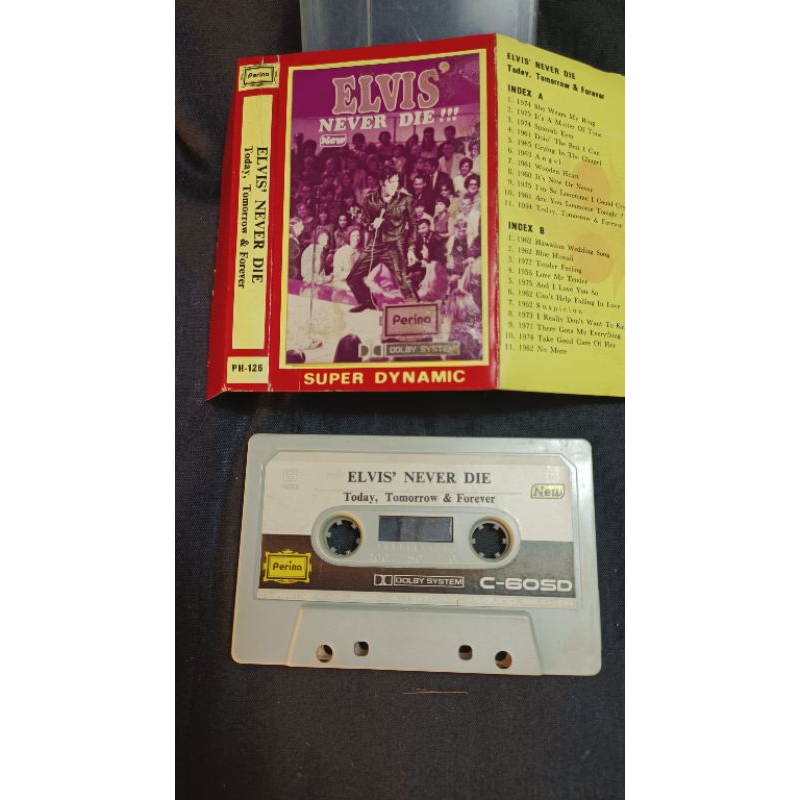 Perina
ELVIS' NEVER DIE
Today, Tomorrow & Forever
PH-126
ELVIS
NEVER DIE!!!
New
Perina
DOLBY SYSTEM
SUPER DYNAMIC
ELVIS' NEVER DIE
Today, Tomorrow & Forever
INDEX A
1. 1974 She Wears My Ring
2. 1975 It's A Matter Of Time
3. 1974 Spanish Eyes
4. 1961 Doin' The Best I Can
5. 1965 Crying In The Chapel
6. 1962 Angel
7. 1961 Wooden Heart
8. 1960 It's Now Or Never
9. 1975 I'm So Lonesome I Could
10. 1961 Are You Lonesome Tonight ?
11. 1954 Today, Tomorrow & Forever
INDEX B
1. 1962 Hawaiian Wedding Song
2. 1962 Blue Hawaii
3. 1972 Tender Feeling
4. 1956 Love Me Tender
5. 1975 And I Love You So
6. 1962 Can't Help Falling In Love
7. 1962 Suspicion
8. 1973 I Really Don't Want To
9. 1971 There Goes My Everything
10. 1974 Take Good Care Of Her
11. 1962 No More
ELVIS' NEVER DIE
Today, Tomorrow & Forever
New
Perina
100 50 0
DOLBY SYSTEM
C-60SD